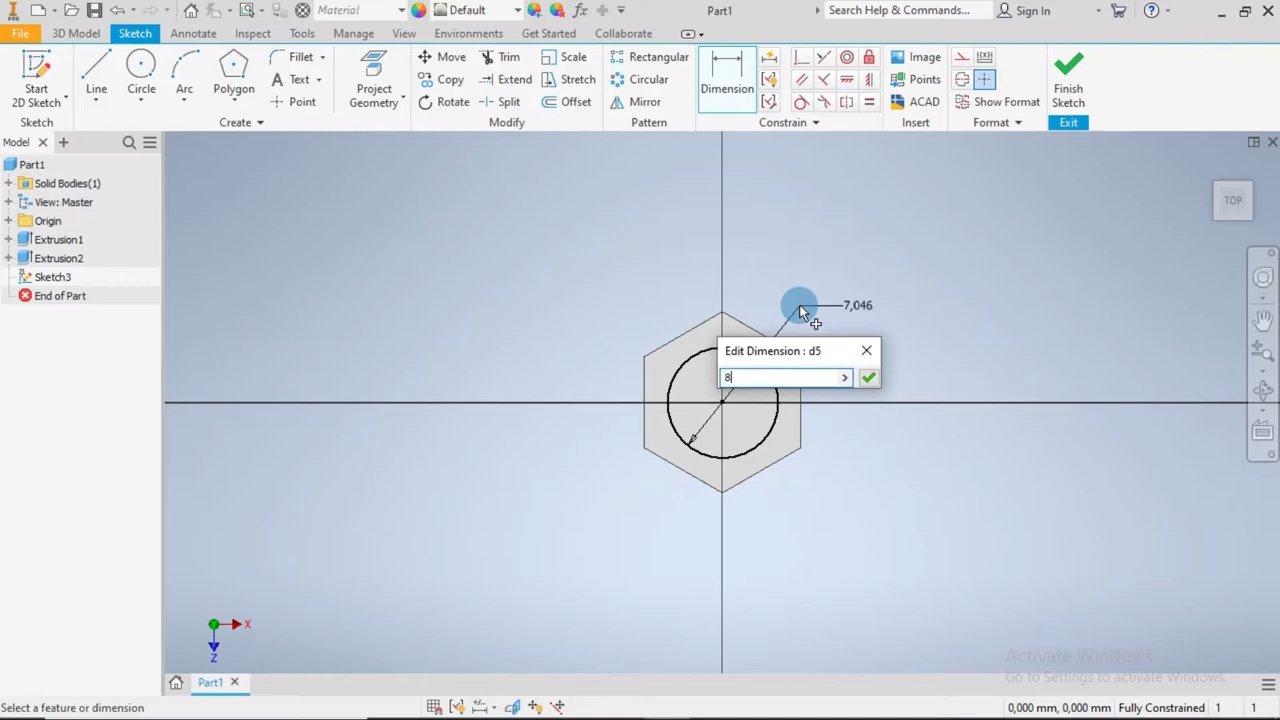 Material
Default
Part1
Search Help & Commands...
Sign In
File
3D Model
Sketch
Annotate
Inspect
Tools
Manage
View
Environments
Get Started
Collaborate
Start
2D Sketch
Line
Circle
Arc
Polygon
Fillet
Text
Point
Project
Geometry
Move
Copy
Rotate
Trim
Extend
Split
Scale
Stretch
Offset
Rectangular
Circular
Mirror
Dimension
Image
Points
ACAD
Show Format
Finish
Sketch
Sketch
Create
Modify
Pattern
Constrain
Insert
Format
Exit
Model
Part1
Solid Bodies(1)
View: Master
Origin
Extrusion1
Extrusion2
Sketch3
End of Part
TOP
7,046
Edit Dimension : d5
8
X
Z
Activate Windows
Go to Settings to activate Windows.
Part1
Select a feature or dimension
0,000 mm, 0,000 mm
Fully Constrained
1
1